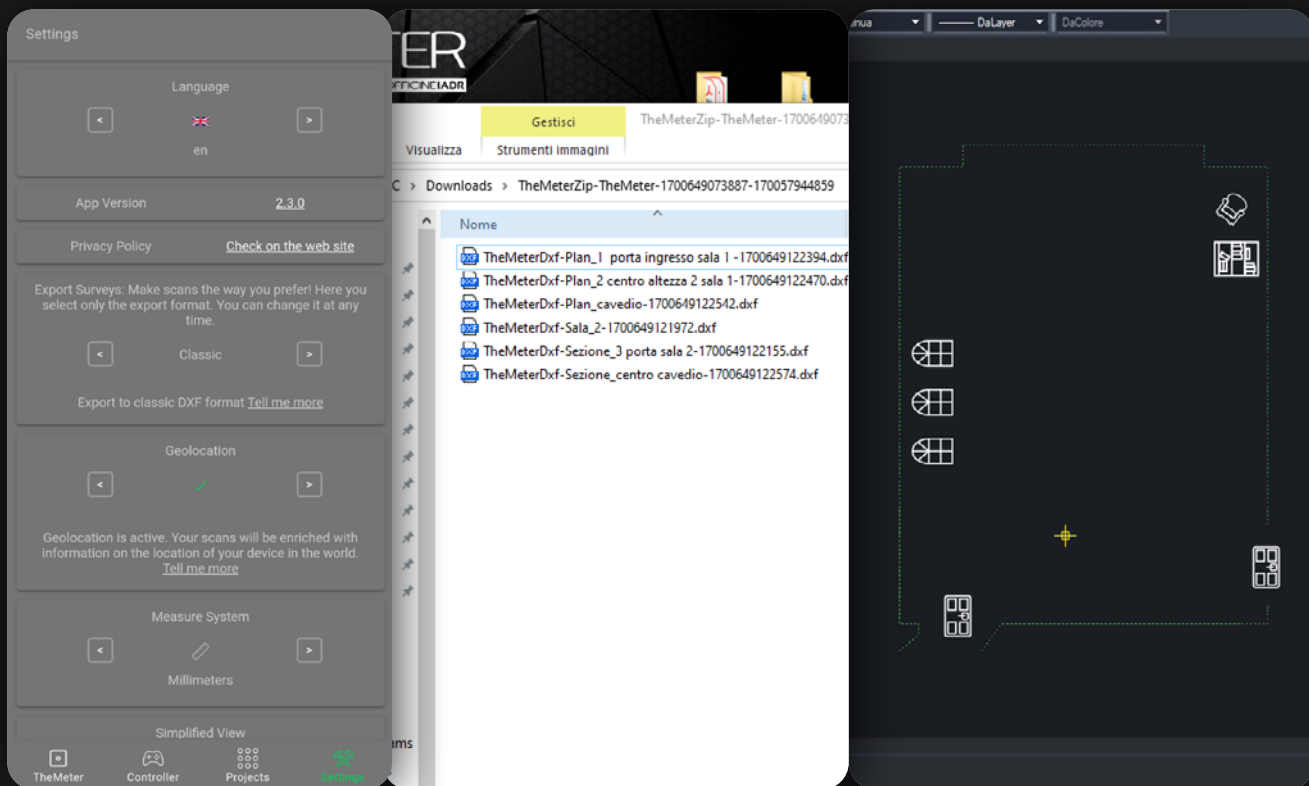 Settings
Language
<
>
en
App Version
2.3.0
Privacy Policy
Check on the web site
Export Surveys: Make scans the way you prefer! Here you
select only the export format. You can change it at any
time.
<
Classic
>
Export to classic DXF format Tell me more
Geolocation
<
>
Geolocation is active. Your scans will be enriched with
information on the location of your device in the world.
Tell me more
Measure System
<
>
Millimeters
Simplified View
TheMeter
Controller
Projects
Settings
TER
OFFICINEIADR
Gestisci
TheMeterZip-TheMeter-1700649073
Visualizza
Strumenti immagini
C > Downloads > TheMeterZip-TheMeter-1700649073887-170057944859
Nome
TheMeterDxf-Plan_1 porta ingresso sala 1 -1700649122394.dxf
TheMeterDxf-Plan_2 centro altezza 2 sala 1-1700649122470.dxf
TheMeterDxf-Plan_cavedio-1700649122542.dxf
TheMeterDxf-Sala_2-1700649121972.dxf
TheMeterDxf-Sezione_3 porta sala 2-1700649122155.dxf
TheMeterDxf-Sezione_centro cavedio-1700649122574.dxf
ams
nua
DaLayer
DaColore